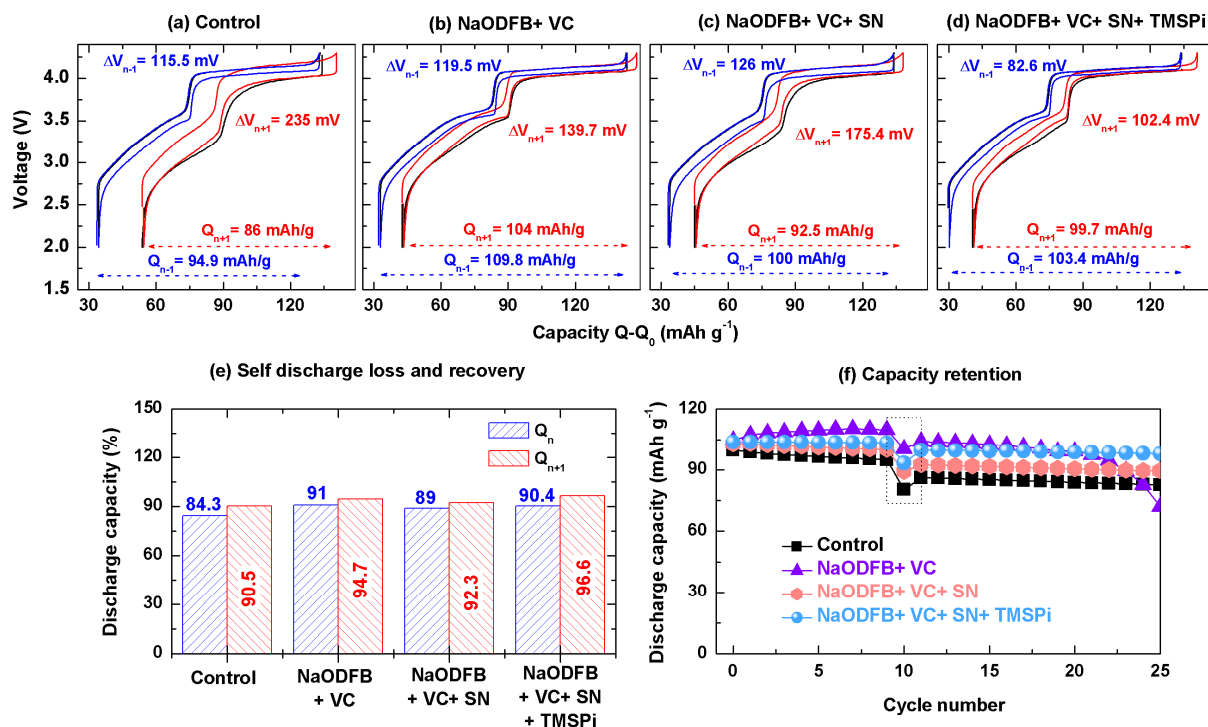 (a) Control
(b) NaODFB+ VC
(c) NaODFB+ VC+ SN
(d) NaODFB+ VC+ SN+ TMSPi
Voltage (V)
4.0
3.5
3.0
2.5
2.0
1.5
ΔVn-1= 115.5 mV
ΔVn+1= 235 mV
Qn+1= 86 mAh/g
Qn-1= 94.9 mAh/g
ΔVn-1= 119.5 mV
ΔVn+1= 139.7 mV
Qn+1= 104 mAh/g
Qn-1= 109.8 mAh/g
ΔVn-1= 126 mV
ΔVn+1= 175.4 mV
Qn+1= 92.5 mAh/g
Qn-1= 100 mAh/g
ΔVn-1= 82.6 mV
ΔVn+1= 102.4 mV
Qn+1= 99.7 mAh/g
Qn-1= 103.4 mAh/g
30 60 90 120 30 60 90 120 30 60 90 120 30 60 90 120
Capacity Q-Q0 (mAh g-1)
(e) Self discharge loss and recovery
Discharge capacity (%)
150
120
90
60
30
0
Qn
Qn+1
84.3
90.5
91
94.7
89
92.3
90.4
96.6
Control
NaODFB
+ VC
NaODFB
+ VC+ SN
NaODFB
+ VC+ SN
+ TMSPi
(f) Capacity retention
Discharge capacity (mAh g-1)
120
90
60
30
0
Control
NaODFB+ VC
NaODFB+ VC+ SN
NaODFB+ VC+ SN+ TMSPi
0 5 10 15 20 25
Cycle number